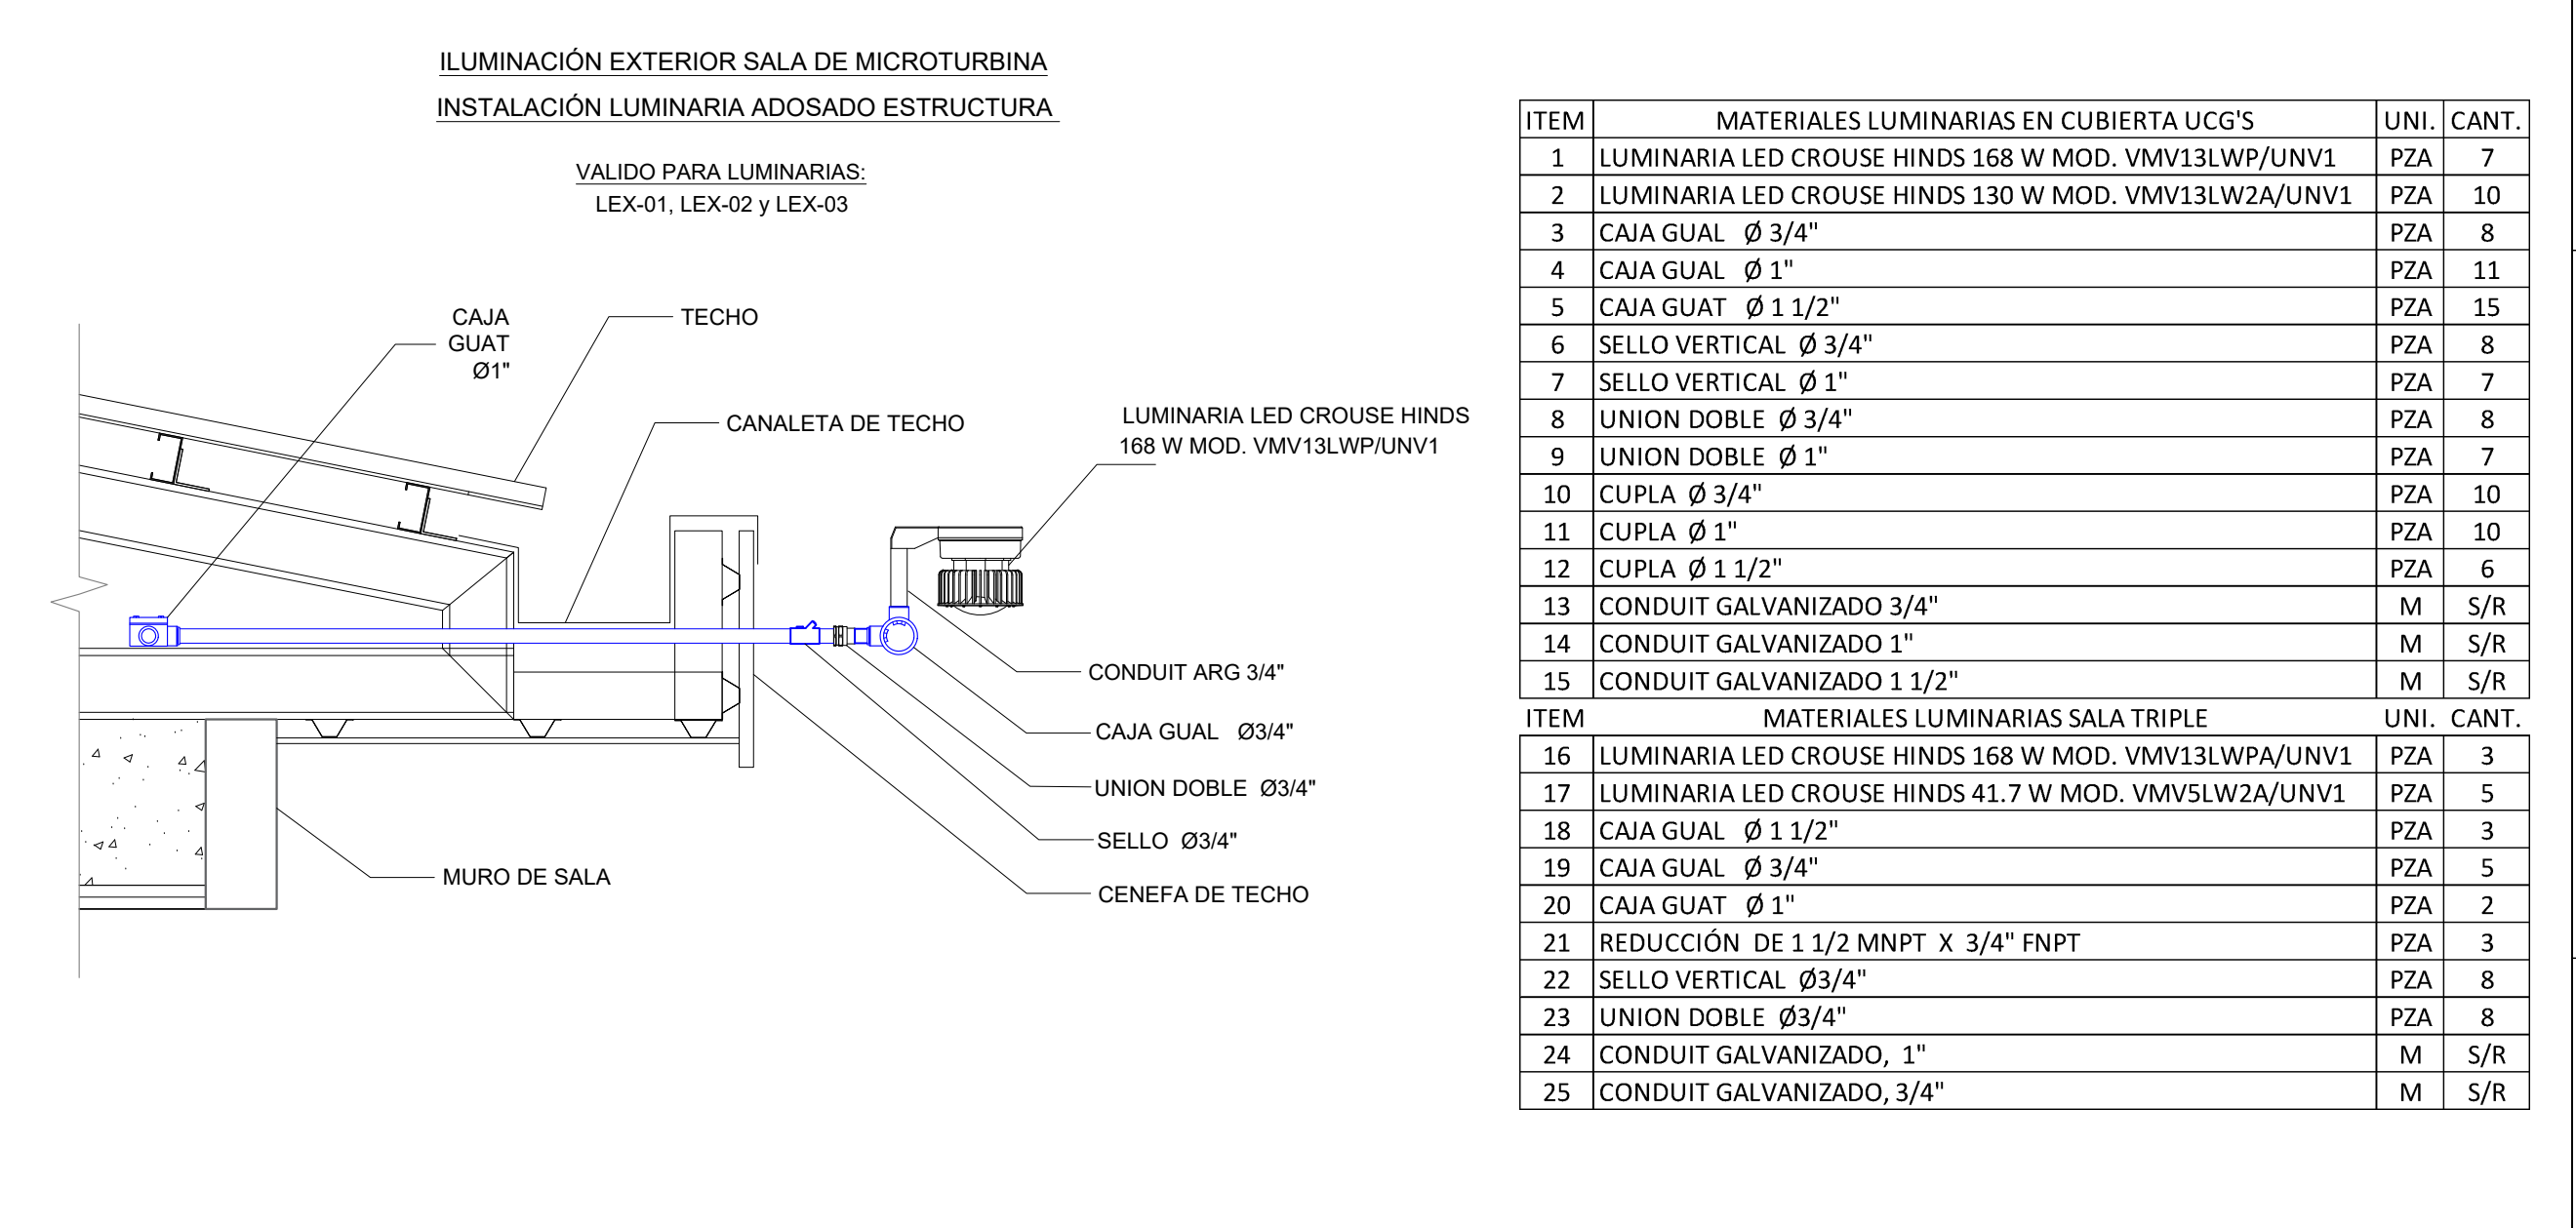 ILUMINACIÓN EXTERIOR SALA DE MICROTURBINA
INSTALACIÓN LUMINARIA ADOSADO ESTRUCTURA
VALIDO PARA LUMINARIAS:
LEX-01, LEX-02 y LEX-03
CAJA
GUAT
Ø1"
TECHO
CANALETA DE TECHO
LUMINARIA LED CROUSE HINDS
168 W MOD. VMV13LWP/UNV1
CONDUIT ARG 3/4"
CAJA GUAL Ø3/4"
UNION DOBLE Ø3/4"
SELLO Ø3/4"
CENEFA DE TECHO
MURO DE SALA
ITEM MATERIALES LUMINARIAS EN CUBIERTA UCG'S UNI. CANT.
1 LUMINARIA LED CROUSE HINDS 168 W MOD. VMV13LWP/UNV1 PZA 7
2 LUMINARIA LED CROUSE HINDS 130 W MOD. VMV13LW2A/UNV1 PZA 10
3 CAJA GUAL Ø 3/4" PZA 8
4 CAJA GUAL Ø 1" PZA 11
5 CAJA GUAT Ø 1 1/2" PZA 15
6 SELLO VERTICAL Ø 3/4" PZA 8
7 SELLO VERTICAL Ø 1" PZA 7
8 UNION DOBLE Ø 3/4" PZA 8
9 UNION DOBLE Ø 1" PZA 7
10 CUPLA Ø 3/4" PZA 10
11 CUPLA Ø 1" PZA 10
12 CUPLA Ø 1 1/2" PZA 6
13 CONDUIT GALVANIZADO 3/4" M S/R
14 CONDUIT GALVANIZADO 1" M S/R
15 CONDUIT GALVANIZADO 1 1/2" M S/R
ITEM MATERIALES LUMINARIAS SALA TRIPLE UNI. CANT.
16 LUMINARIA LED CROUSE HINDS 168 W MOD. VMV13LWPA/UNV1 PZA 3
17 LUMINARIA LED CROUSE HINDS 41.7 W MOD. VMV5LW2A/UNV1 PZA 5
18 CAJA GUAL Ø 1 1/2" PZA 3
19 CAJA GUAL Ø 3/4" PZA 5
20 CAJA GUAT Ø 1" PZA 2
21 REDUCCIÓN DE 1 1/2 MNPT X 3/4" FNPT PZA 3
22 SELLO VERTICAL Ø3/4" PZA 8
23 UNION DOBLE Ø3/4" PZA 8
24 CONDUIT GALVANIZADO, 1" M S/R
25 CONDUIT GALVANIZADO, 3/4" M S/R